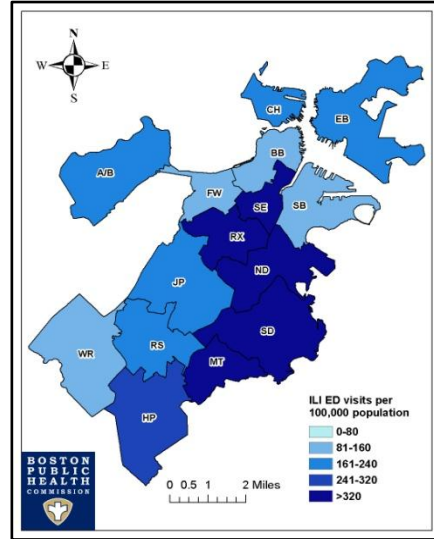 N
W E
S
CH
EB
A/B
BB
FW
SE
SB
RX
ND
JP
SD
WR
RS
MT
HP
ILI ED visits per
100,000 population
0-80
81-160
161-240
241-320
>320
BOSTON
PUBLIC
HEALTH
COMMISSION
0 0.5 1 2 Miles